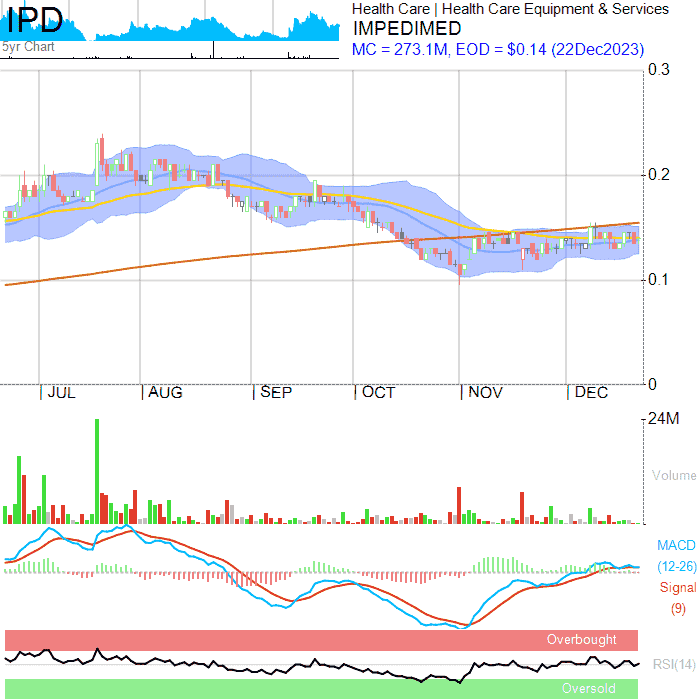 IPD
5yr Chart
Health Care | Health Care Equipment & Services
IMPEDIMED
MC = 273.1M, EOD = $0.14 (22Dec2023)
0.3
0.2
0.1
0
| JUL | AUG | SEP | OCT | NOV | DEC
24M
Volume
MACD
(12-26)
Signal
(9)
Overbought
RSI(14)
Oversold